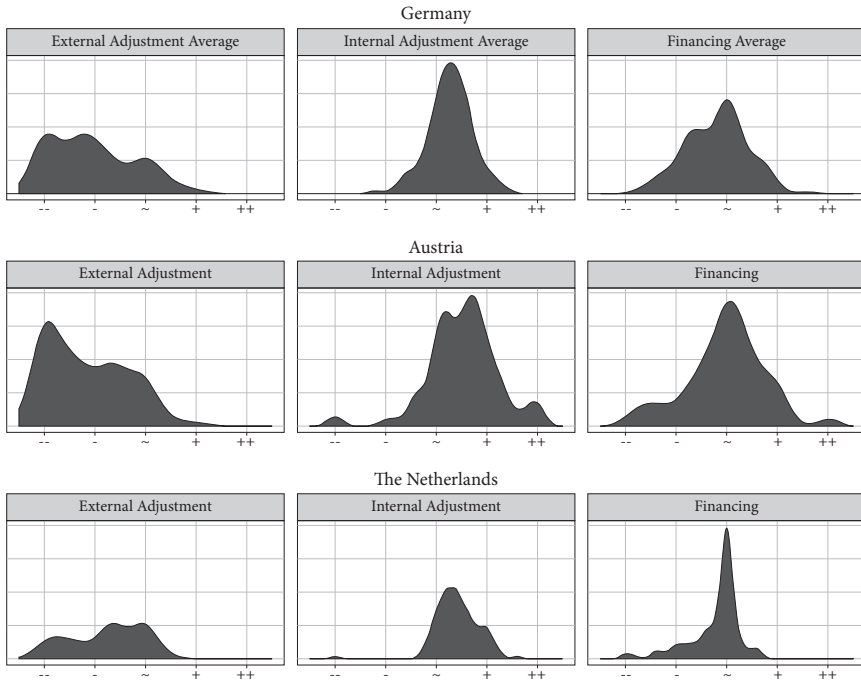 Germany
External Adjustment Average Internal Adjustment Average Financing Average
-- - ~ + ++ -- - ~ + ++ -- - ~ + ++
Austria
External Adjustment Internal Adjustment Financing
-- - ~ + ++ -- - ~ + ++ -- - ~ + ++
The Netherlands
External Adjustment Internal Adjustment Financing
-- - ~ + ++ -- - ~ + ++ -- - ~ + ++